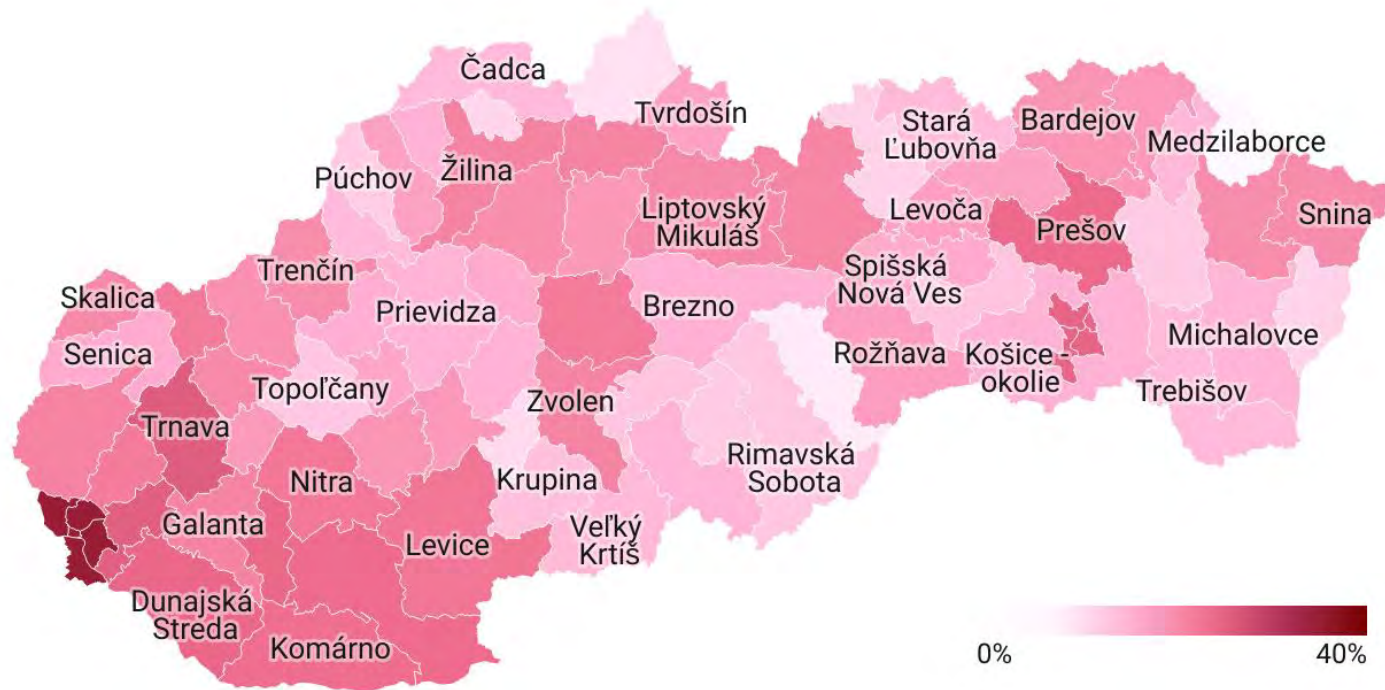 Čadca
Tvrdošín
Stará
Ľubovňa
Bardejov
Medzilaborce
Púchov
Žilina
Liptovský
Mikuláš
Levoča
Prešov
Snina
Trenčín
Spišská
Nová Ves
Skalica
Prievidza
Brezno
Senica
Rožňava
Košice -
okolie
Michalovce
Topoľčany
Zvolen
Trebišov
Trnava
Nitra
Krupina
Rimavská
Sobota
Galanta
Levice
Veľký
Krtíš
Dunajská
Streda
Komárno
0%
40%